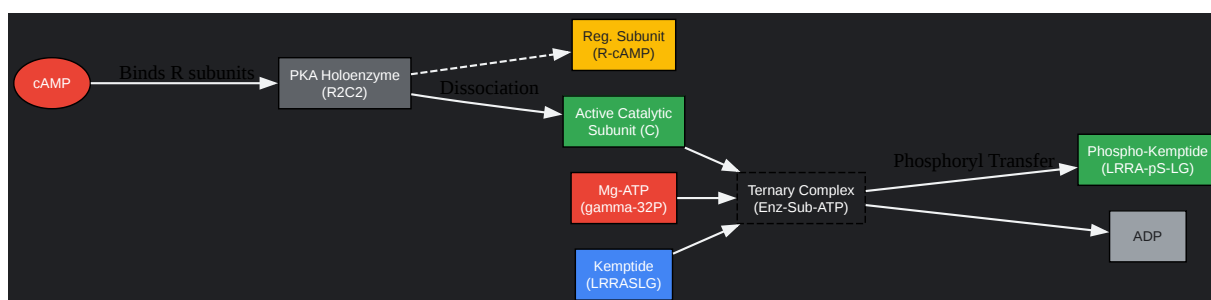 cAMP
Binds R subunits
PKA Holoenzyme
(R2C2)
Reg. Subunit
(R-cAMP)
Dissociation
Active Catalytic
Subunit (C)
Mg-ATP
(gamma-32P)
Kemptide
(LRRASLG)
Ternary Complex
(Enz-Sub-ATP)
Phosphoryl Transfer
Phospho-Kemptide
(LRRA-pS-LG)
ADP